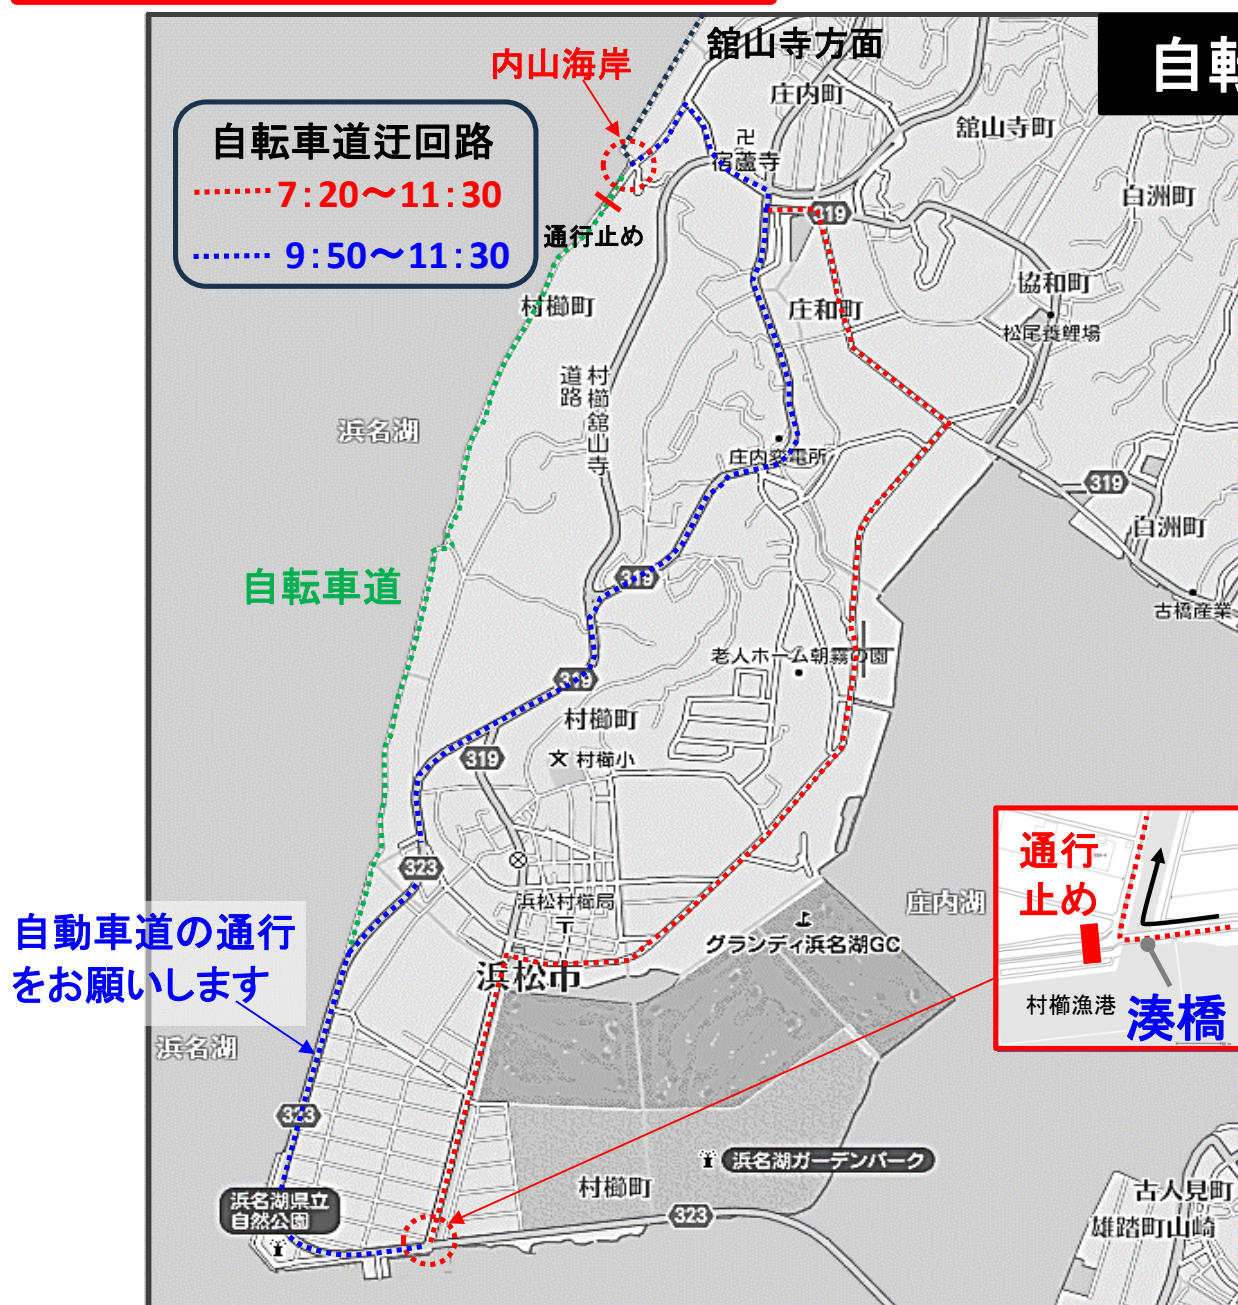 舘山寺方面
自転
内山海岸
庄内町
舘山寺町
自転車道迂回路
7:20～11:30
9:50～11:30
卍
宿蘆寺
白洲町
319
通行止め
協和町
村櫛町
庄和町
松尾養鯉場
村櫛舘山寺
道路
浜名湖
庄内変電所
319
白洲町
319
自転車道
古橋産業
老人ホーム朝霧の園
319
村櫛町
319
文 村櫛小
通行
止め
323
浜松村櫛局
〒
庄内湖
自動車道の通行
をお願いします
グランディ浜名湖GC
浜松市
村櫛漁港
湊橋
浜名湖
323
浜名湖ガーデンパーク
村櫛町
古人見町
浜名湖県立
自然公園
323
雄踏町山崎